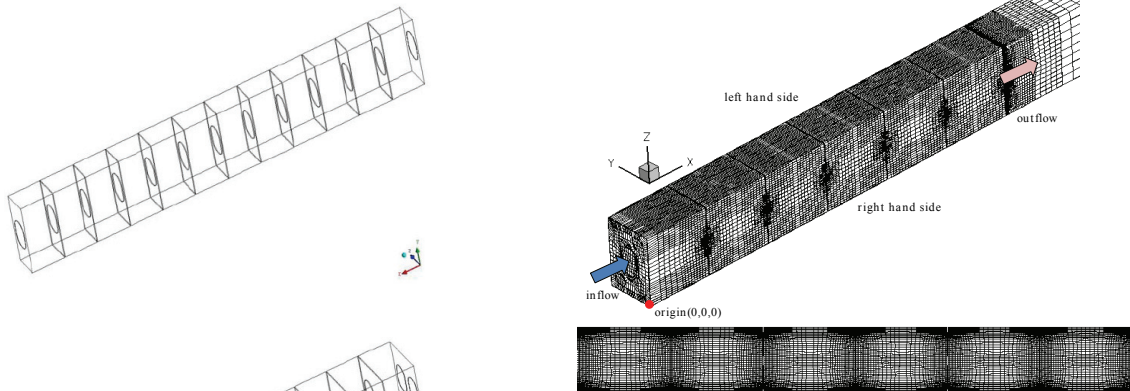 left hand side
outflow
Z
Y
X
right hand side
inflow
origin(0,0,0)